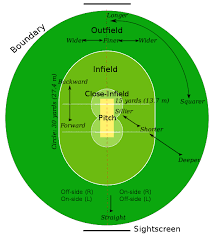 Longer
Boundary
Outfield
Wider Finer Wider
Infield
Backward
Close-Infield
15 yards (13.7 m)
Squarer
Circle: 30 yards (27.4 m)
Sillier
Pitch
Forward
Shorter
Deeper
Off-side (R) On-side (R)
On-side (L) Off-side (L)
Straight
Sightscreen